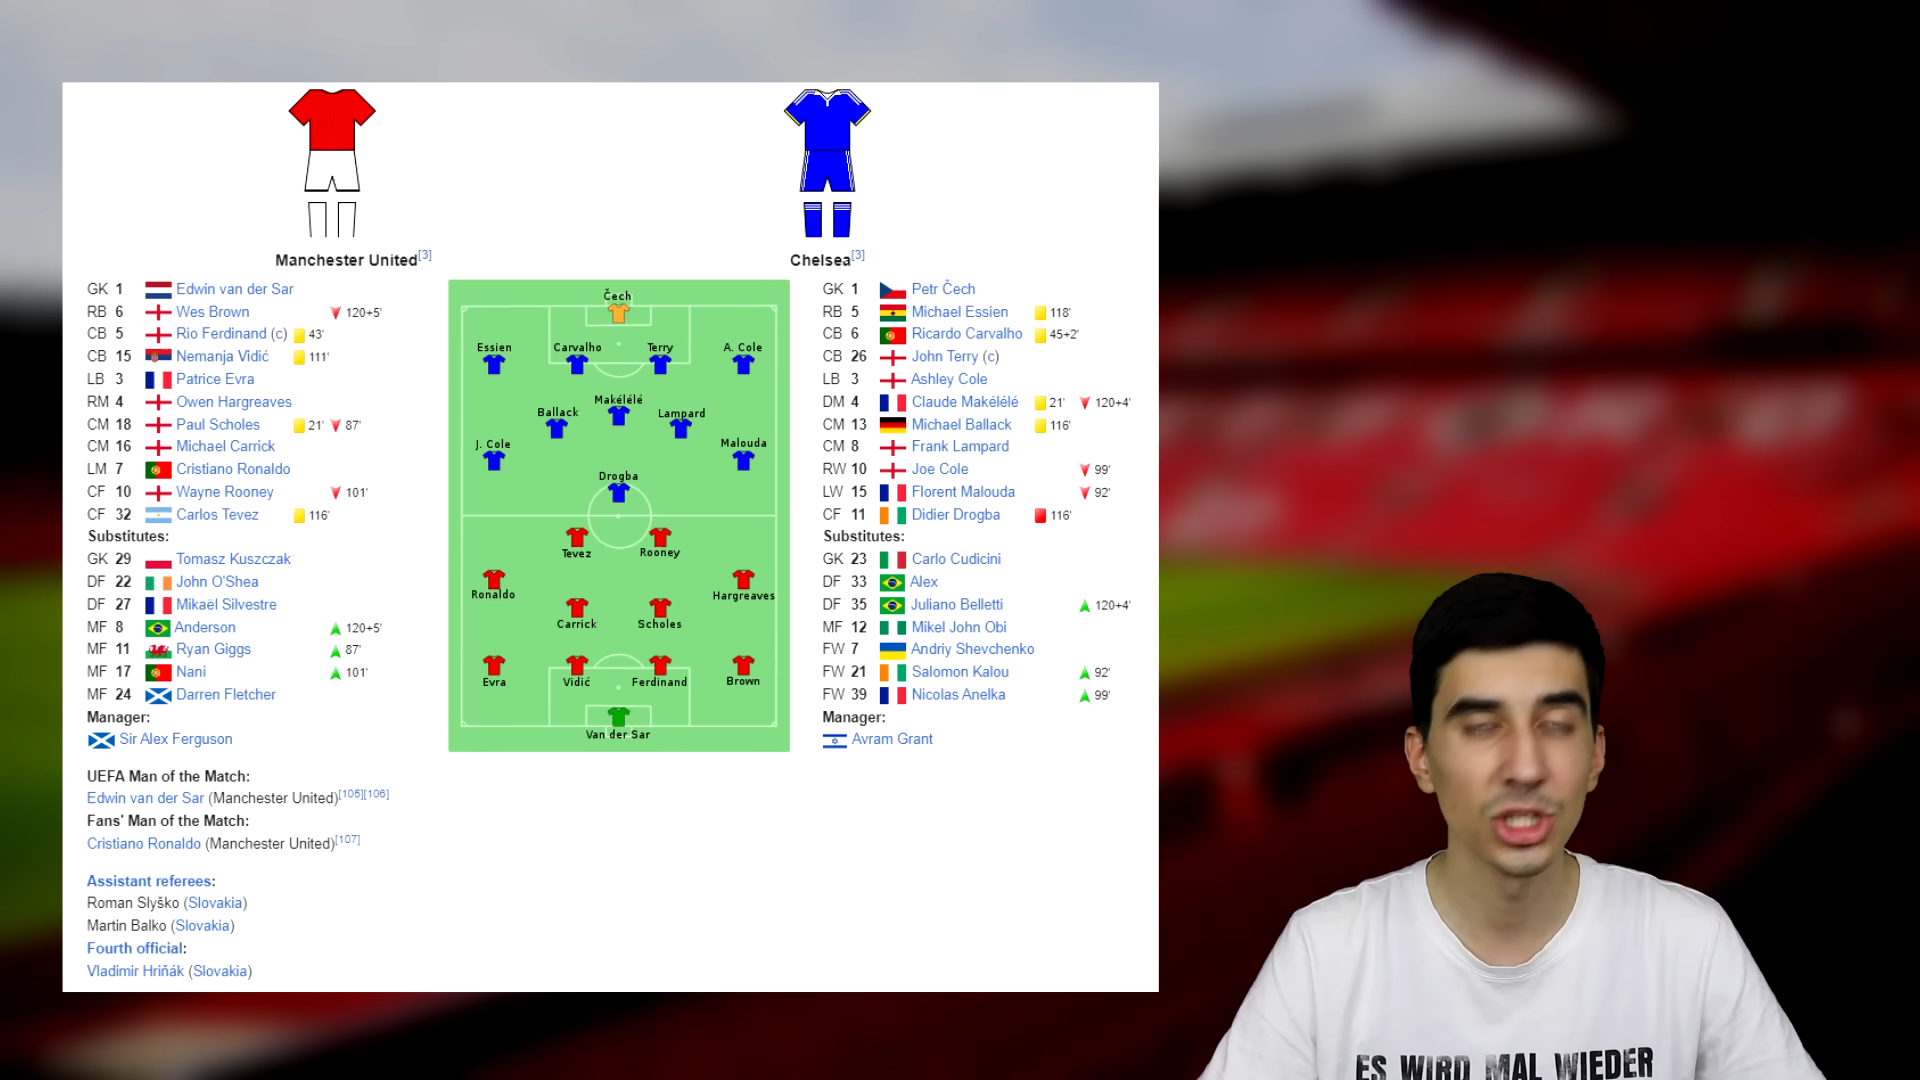 Manchester United[3]
GK 1 Edwin van der Sar
RB 6 Wes Brown 120+5'
CB 5 Rio Ferdinand (c) 43'
CB 15 Nemanja Vidić 111'
LB 3 Patrice Evra
RM 4 Owen Hargreaves
CM 18 Paul Scholes 21' 87'
CM 16 Michael Carrick
LM 7 Cristiano Ronaldo
CF 10 Wayne Rooney 101'
CF 32 Carlos Tevez 116'
Substitutes:
GK 29 Tomasz Kuszczak
DF 22 John O'Shea
DF 27 Mikaël Silvestre
MF 8 Anderson 120+5'
MF 11 Ryan Giggs 87'
MF 17 Nani 101'
MF 24 Darren Fletcher
Manager:
Sir Alex Ferguson
UEFA Man of the Match:
Edwin van der Sar (Manchester United)[105][106]
Fans' Man of the Match:
Cristiano Ronaldo (Manchester United)[107]
Assistant referees:
Roman Slyško (Slovakia)
Martin Balko (Slovakia)
Fourth official:
Vladimir Hriňák (Slovakia)
Čech
Essien Carvalho Terry A. Cole
Makélélé
Ballack Lampard
J. Cole Malouda
Drogba
Tevez Rooney
Ronaldo Hargreaves
Carrick Scholes
Evra Vidić Ferdinand Brown
Van der Sar
Chelsea[3]
GK 1 Petr Čech
RB 5 Michael Essien 118'
CB 6 Ricardo Carvalho 45+2'
CB 26 John Terry (c)
LB 3 Ashley Cole
DM 4 Claude Makélélé 21' 120+4'
CM 13 Michael Ballack 116'
CM 8 Frank Lampard
RW 10 Joe Cole 99'
LW 15 Florent Malouda 92'
CF 11 Didier Drogba 116'
Substitutes:
GK 23 Carlo Cudicini
DF 33 Alex
DF 35 Juliano Belletti 120+4'
MF 12 Mikel John Obi
FW 7 Andriy Shevchenko
FW 21 Salomon Kalou 92'
FW 39 Nicolas Anelka 99'
Manager:
Avram Grant
ES WIRD MAL WIEDER